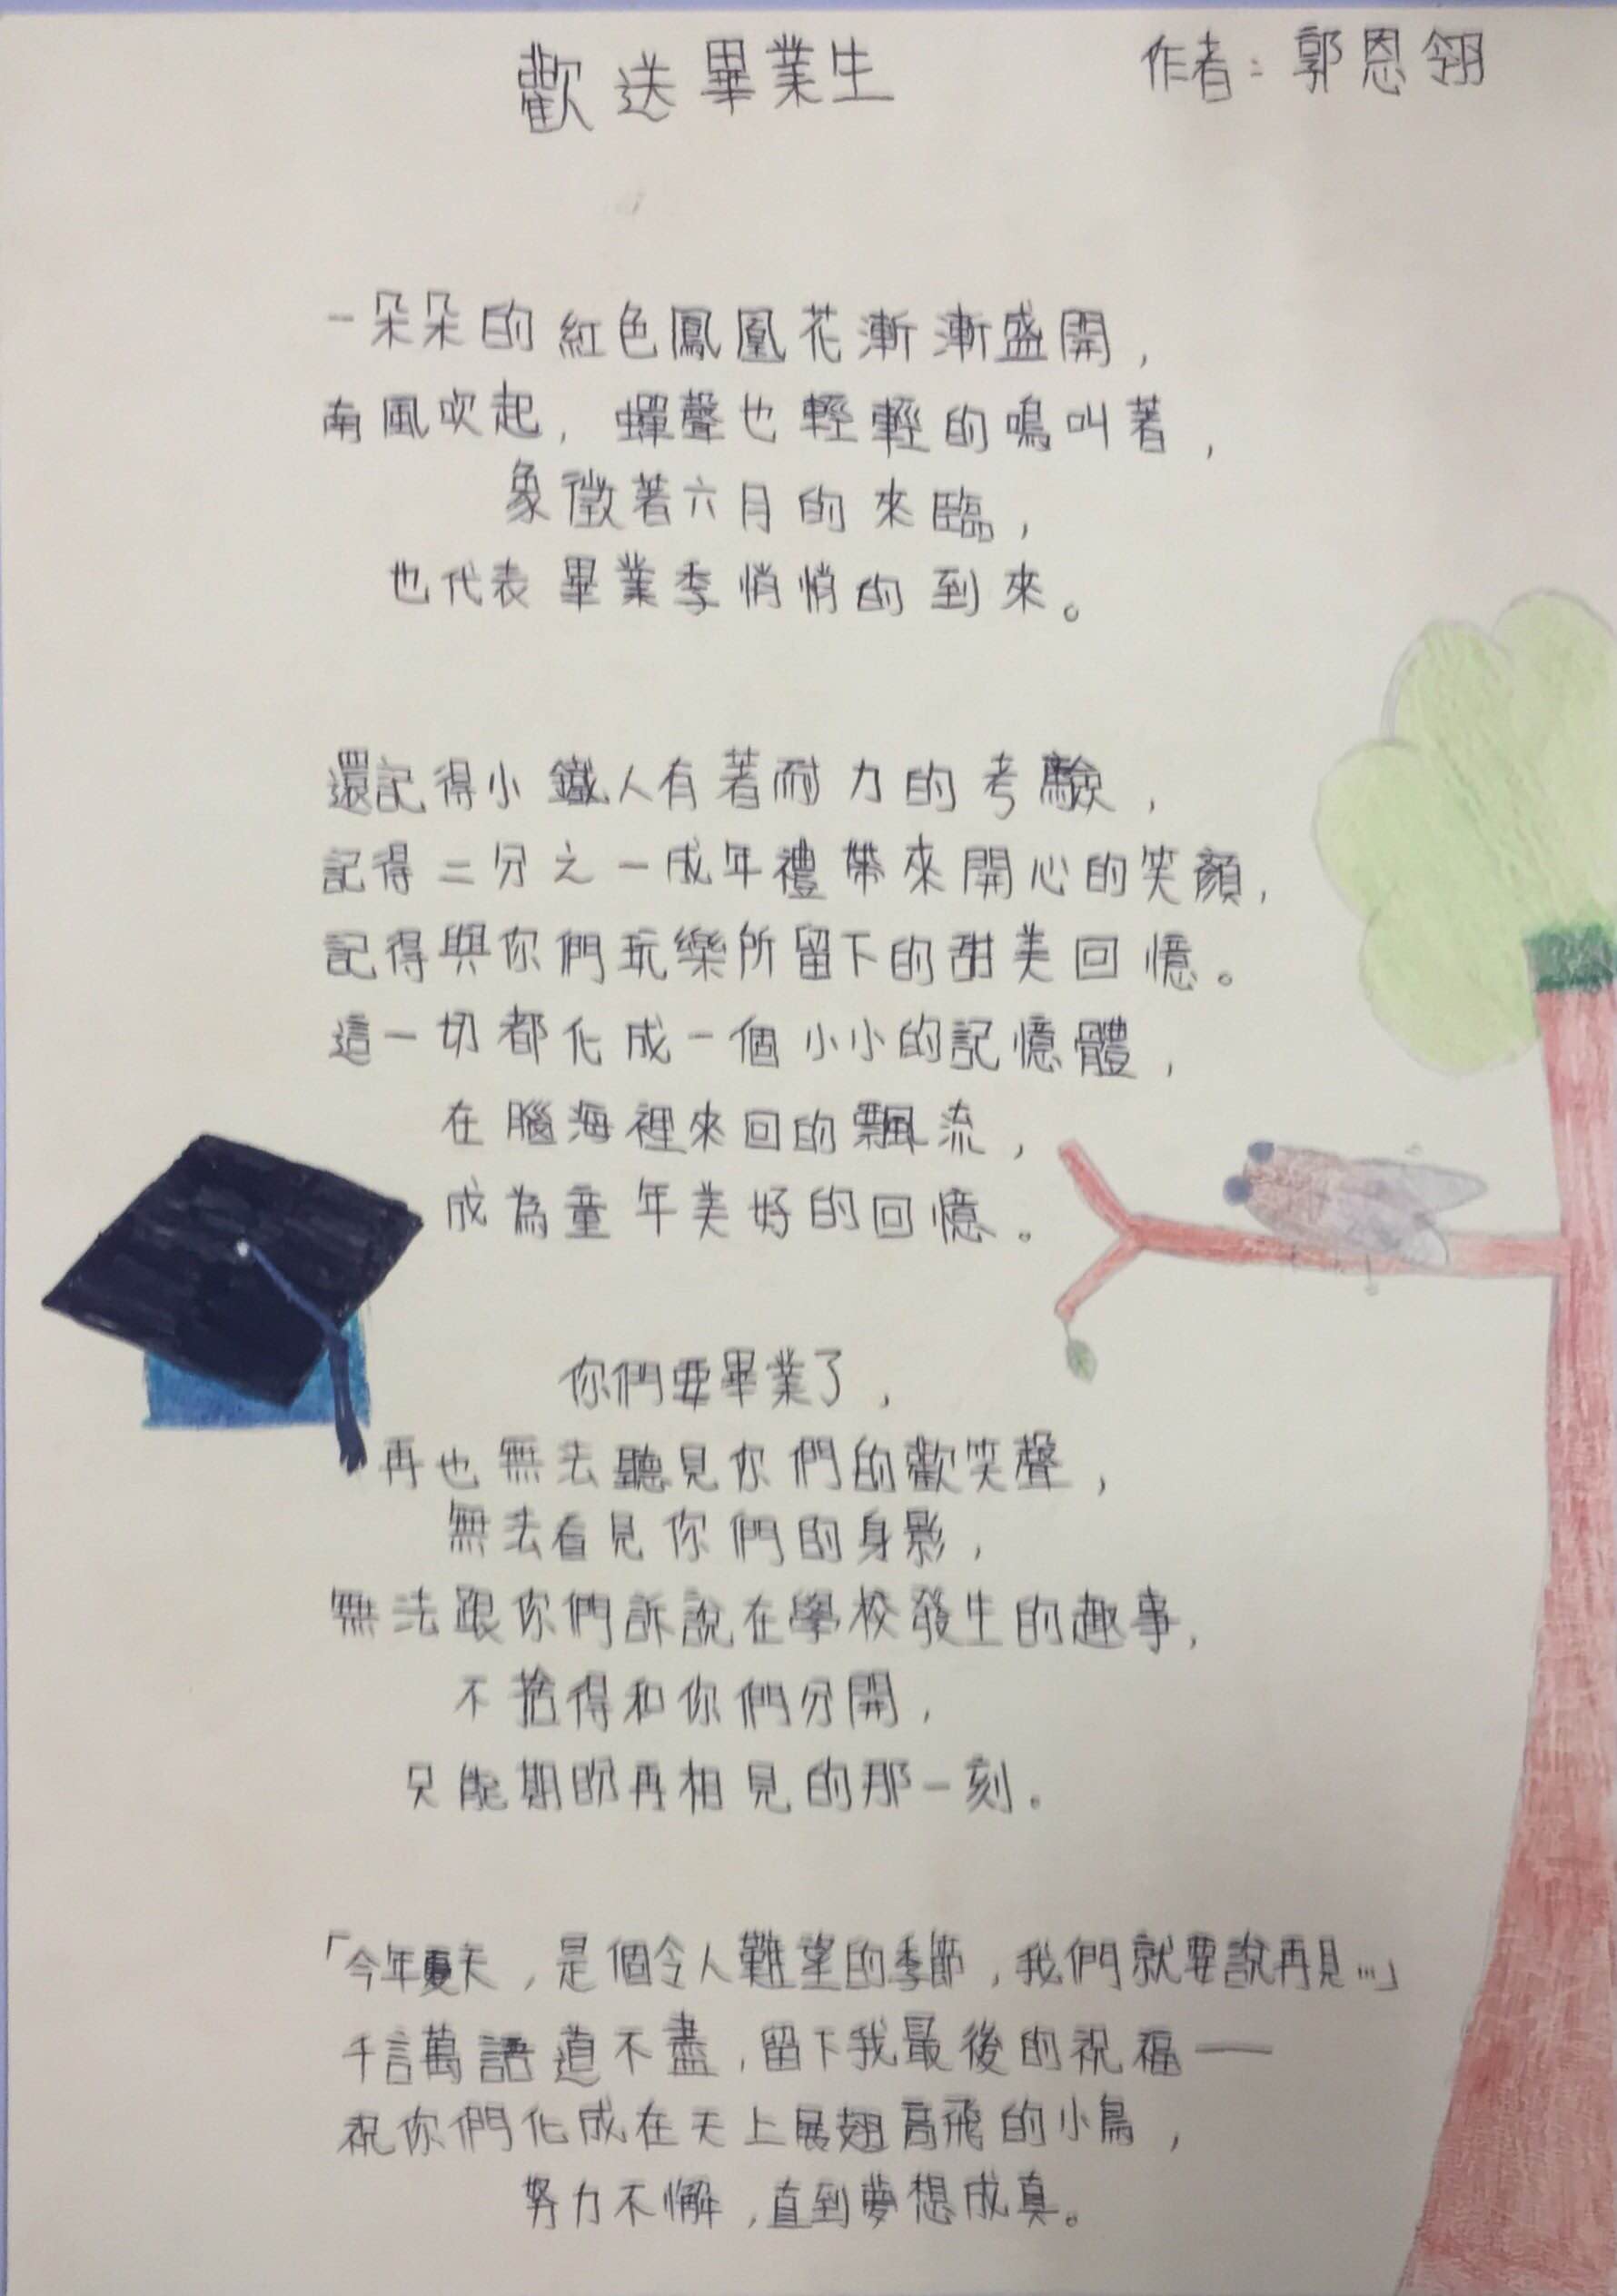 歡送畢業生
作者：郭恩翎
一朵朵的紅色鳳凰花漸漸盛開，
南風吹起，蟬聲也輕輕的鳴叫著，
象徵著六月的來臨，
也代表畢業季悄悄的到來。
還記得小鐵人有著耐力的考驗，
記得二分之一成年禮帶來開心的笑顏，
記得與你們玩樂所留下的甜美回憶。
這一切都化成一個小小的記憶體，
在腦海裡來回的飄流，
成為童年美好的回憶。
你們要畢業了，
再也無法聽見你們的歡笑聲，
無法看見你們的身影，
無法跟你們訴說在學校發生的趣事，
不捨得和你們分開，
只能期盼再相見的那一刻。
「今年夏天，是個令人難望的季節，我們就要說再見…」
千言萬語道不盡，留下我最後的祝福——
祝你們化成在天上展翅高飛的小鳥，
努力不懈，直到夢想成真。